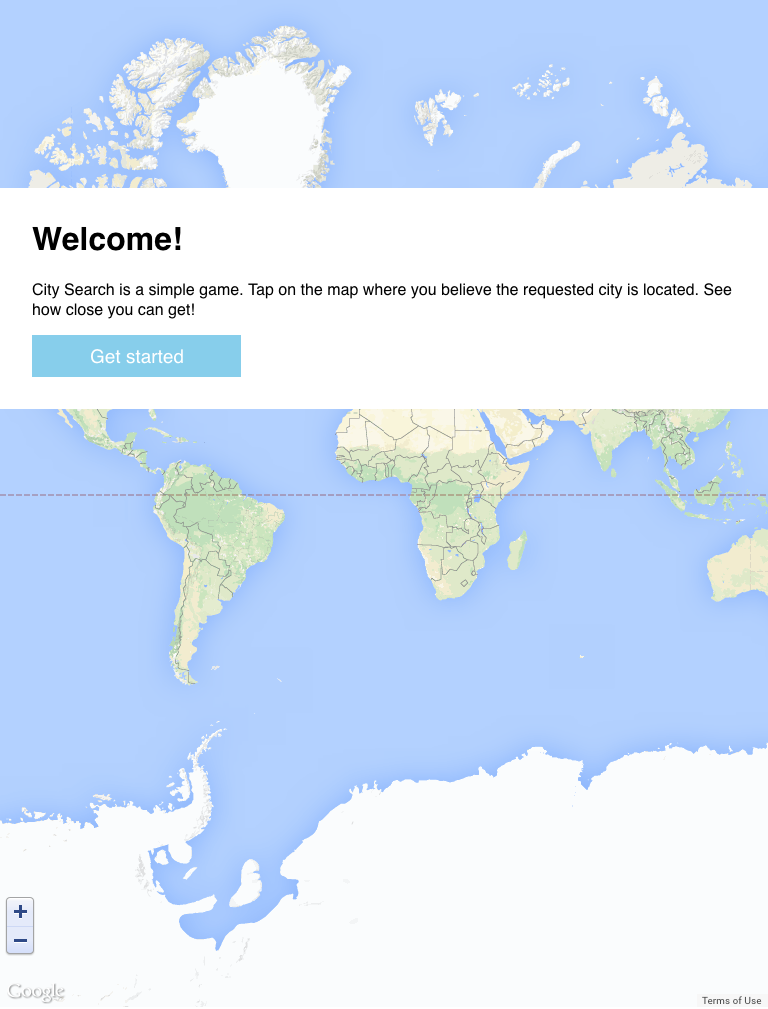 Welcome!
City Search is a simple game. Tap on the map where you believe the requested city is located. See
how close you can get!
Get started
+
−
Google
Terms of Use